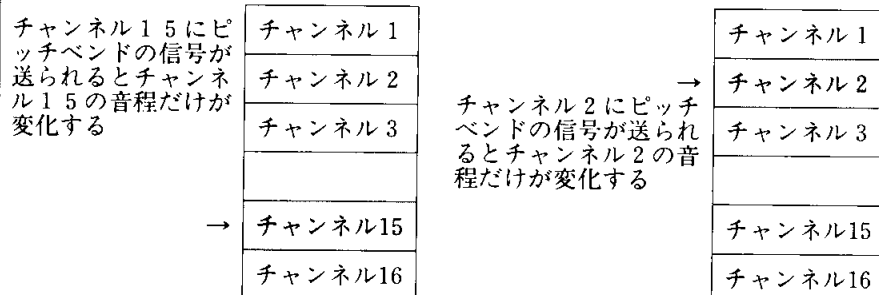 チャンネル１５にピ
ッチベンドの信号が
送られるとチャンネ
ル１５の音程だけが
変化する
チャンネル 1
チャンネル 2
チャンネル 3
→ チャンネル15
チャンネル16
チャンネル２にピッチ
ベンドの信号が送られ
るとチャンネル２の音
程だけが変化する
チャンネル 1
→ チャンネル 2
チャンネル 3
チャンネル15
チャンネル16